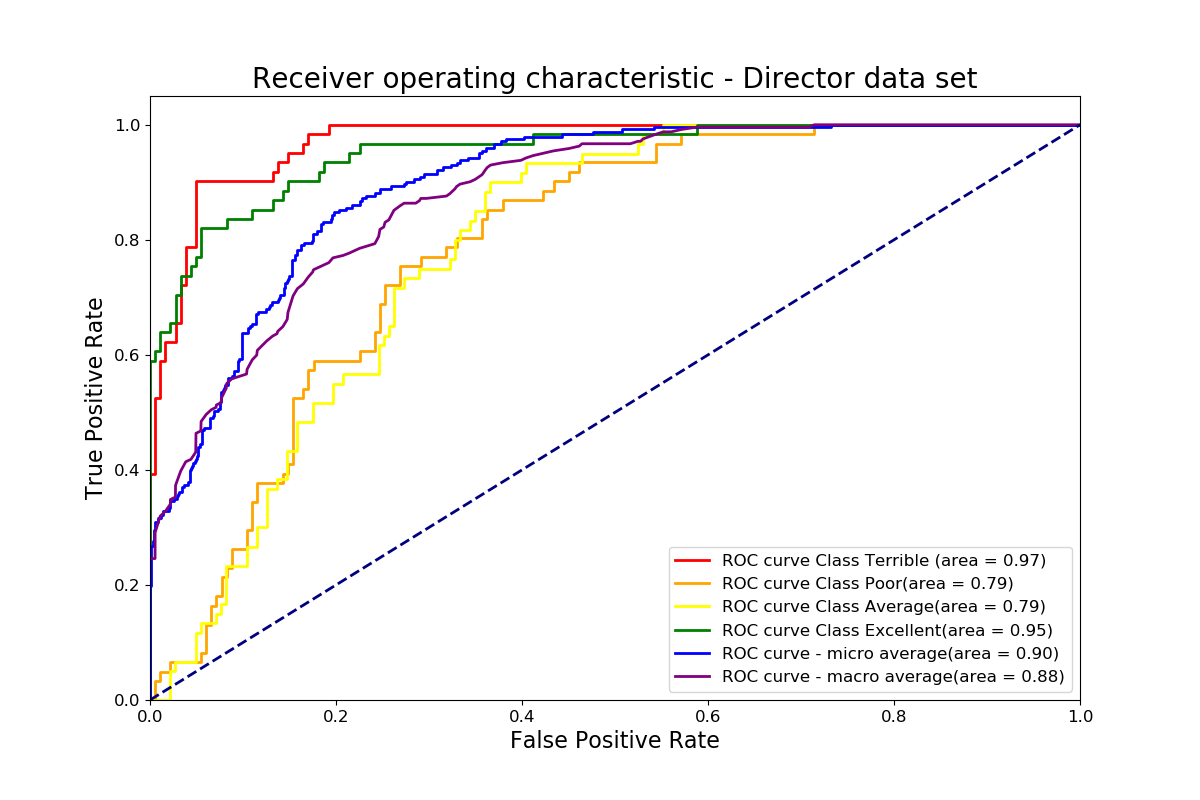 Receiver operating characteristic - Director data set
1.0
0.8
0.6
0.4
0.2
0.0
True Positive Rate
ROC curve Class Terrible (area = 0.97)
ROC curve Class Poor(area = 0.79)
ROC curve Class Average(area = 0.79)
ROC curve Class Excellent(area = 0.95)
ROC curve - micro average(area = 0.90)
ROC curve - macro average(area = 0.88)
0.0 0.2 0.4 0.6 0.8 1.0
False Positive Rate